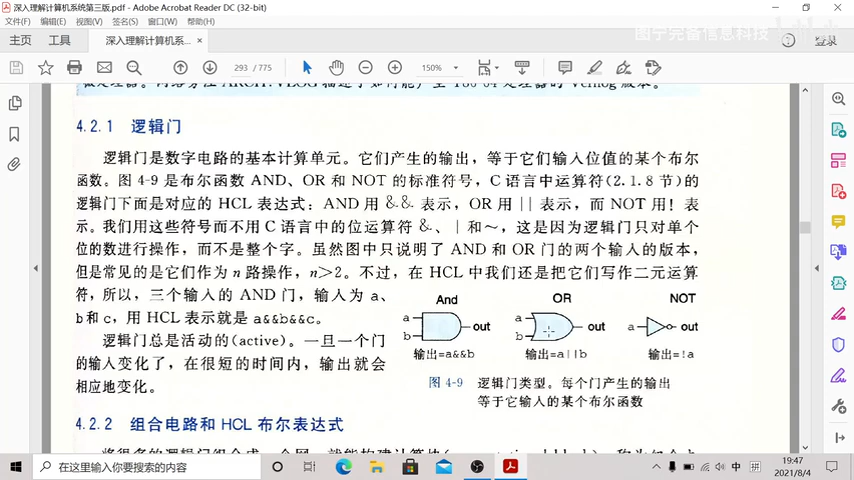 深入理解计算机系统第三版.pdf - Adobe Acrobat Reader DC (32-bit)
文件(F) 编辑(E) 视图(V) 签名(S) 窗口(W) 帮助(H)
图宁完备信息科技
主页 工具 深入理解计算机系... × 登录
293 / 775 150%
4.2.1 逻辑门
逻辑门是数字电路的基本计算单元。它们产生的输出，等于它们输入位值的某个布尔
函数。图 4-9 是布尔函数 AND、OR 和 NOT 的标准符号，C 语言中运算符(2.1.8 节)的
逻辑门下面是对应的 HCL 表达式：AND 用 && 表示，OR 用 || 表示，而 NOT 用! 表
示。我们用这些符号而不用 C 语言中的位运算符 &、| 和～，这是因为逻辑门只对单个
位的数进行操作，而不是整个字。虽然图中只说明了 AND 和 OR 门的两个输入的版本，
但是常见的是它们作为 n 路操作，n>2。不过，在 HCL 中我们还是把它们写作二元运算
符，所以，三个输入的 AND 门，输入为 a、
b 和 c，用 HCL 表示就是 a&&b&&c。
逻辑门总是活动的(active)。一旦一个门
的输入变化了，在很短的时间内，输出就会
相应地变化。
And OR NOT
a b out a b out a out
输出=a&&b 输出=a||b 输出=!a
图 4-9 逻辑门类型。每个门产生的输出
等于它输入的某个布尔函数
4.2.2 组合电路和 HCL 布尔表达式
在这里输入你要搜索的内容
中 拼
19:47
2021/8/4